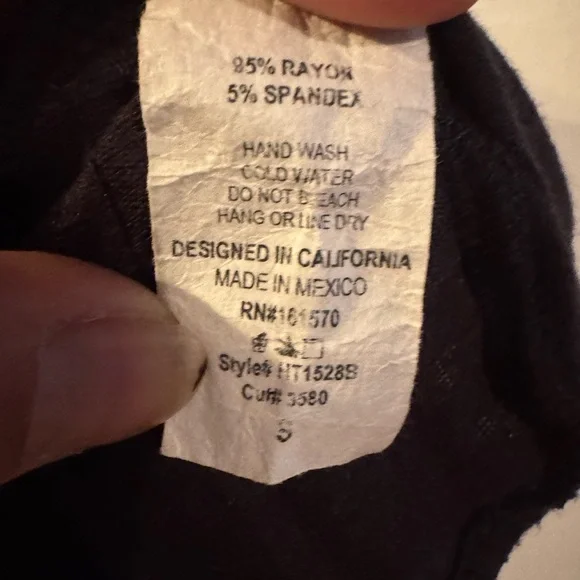 95% RAYON
5% SPANDEX
HAND WASH
COLD WATER
DO NOT BLEACH
HANG OR LINE DRY
DESIGNED IN CALIFORNIA
MADE IN MEXICO
RN#161570
Style# HT1528B
Cut# 3580
S